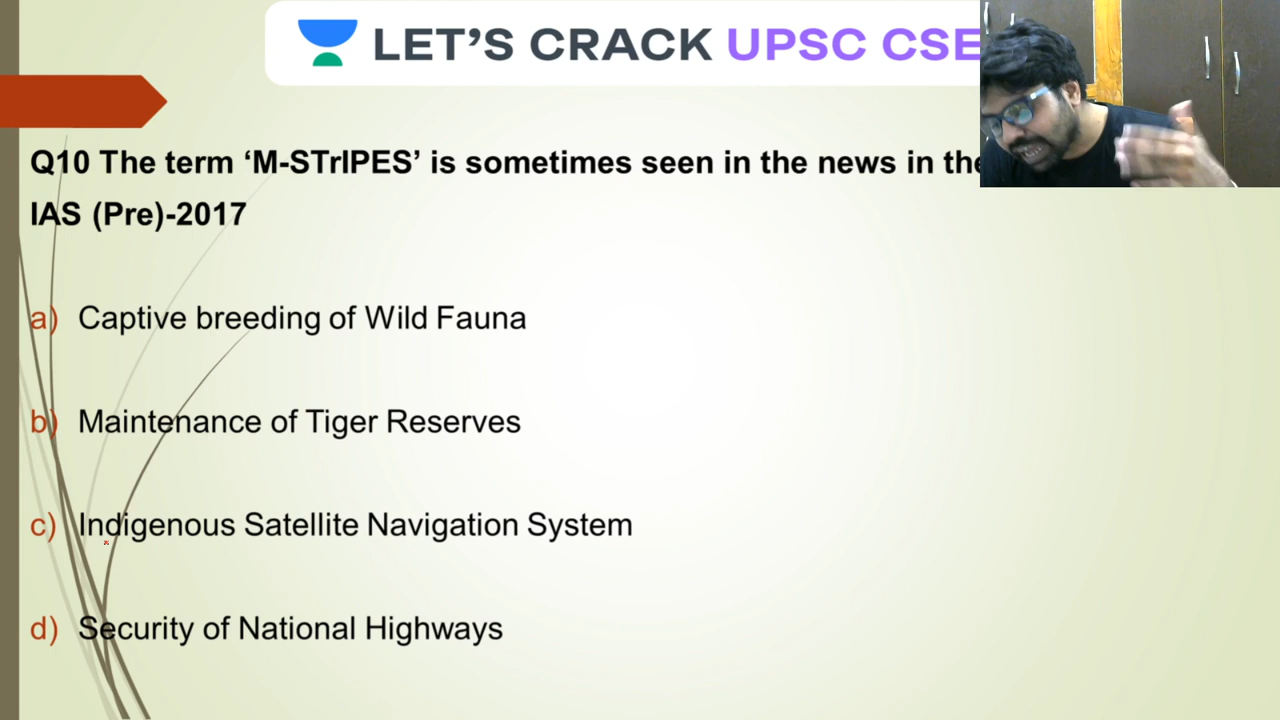 LET'S CRACK UPSC CSE
Q10 The term ‘M-STrIPES’ is sometimes seen in the news in the
IAS (Pre)-2017
a) Captive breeding of Wild Fauna
b) Maintenance of Tiger Reserves
c) Indigenous Satellite Navigation System
d) Security of National Highways